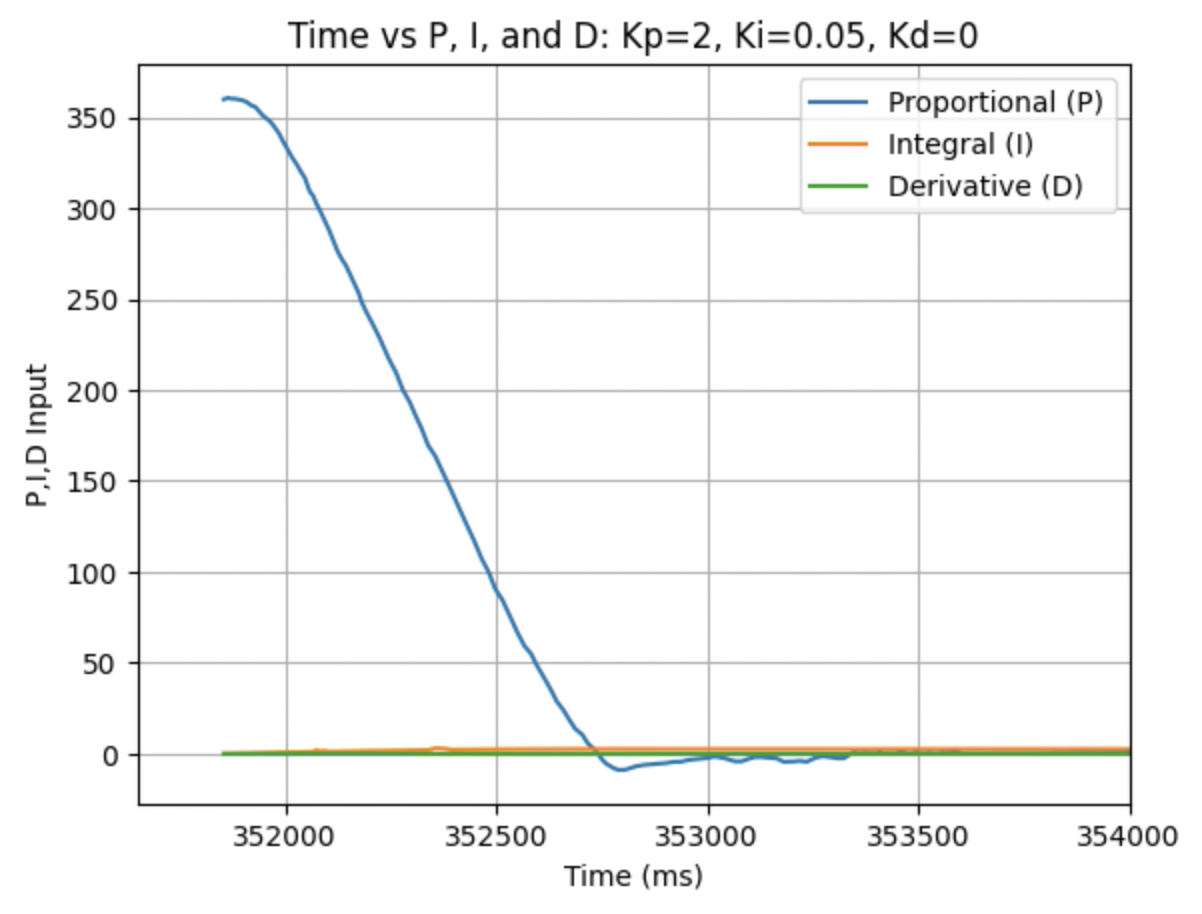 Time vs P, I, and D: Kp=2, Ki=0.05, Kd=0
Proportional (P)
Integral (I)
Derivative (D)
P,I,D Input
350
300
250
200
150
100
50
0
352000 352500 353000 353500 354000
Time (ms)